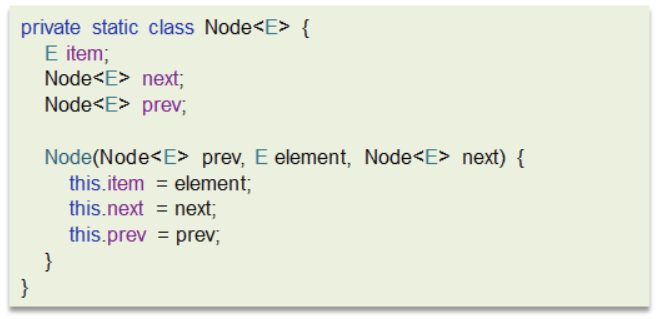 private static class Node<E> {
E item;
Node<E> next;
Node<E> prev;
Node(Node<E> prev, E element, Node<E> next) {
this.item = element;
this.next = next;
this.prev = prev;
}
}